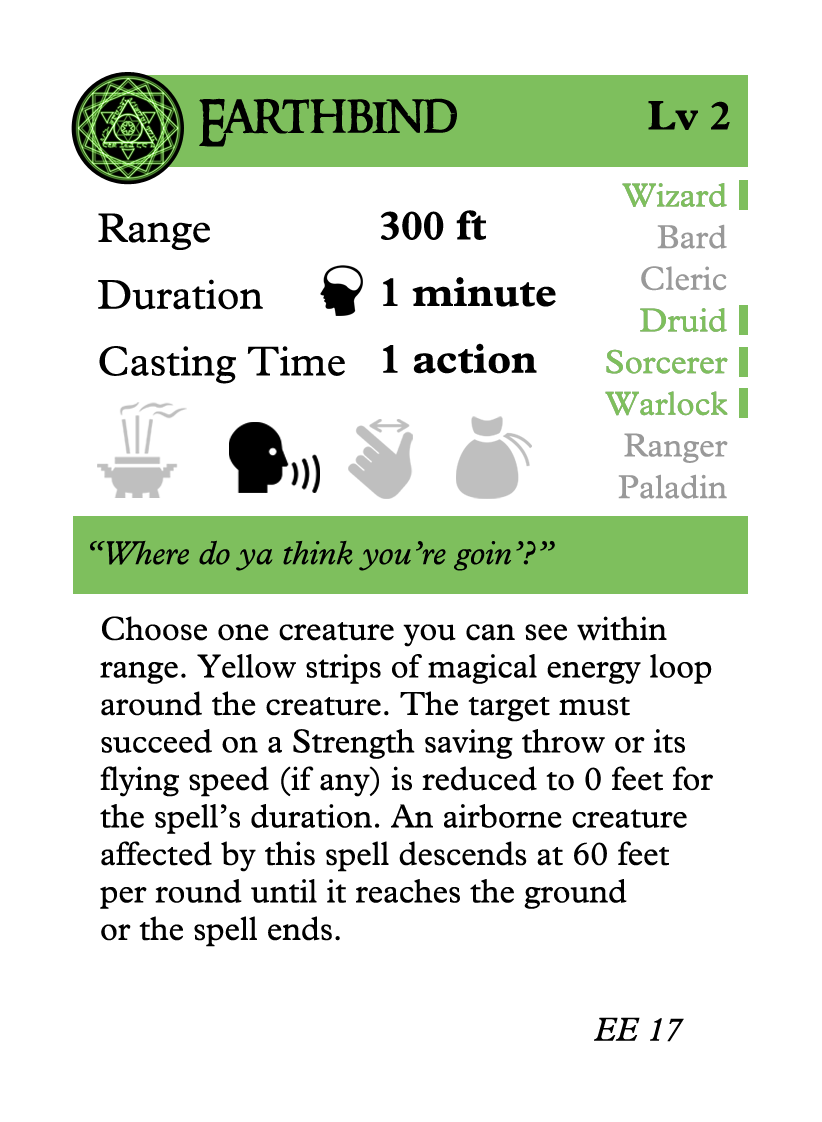 EARTHBIND Lv 2
Range 300 ft
Duration 1 minute
Casting Time 1 action
Wizard
Bard
Cleric
Druid
Sorcerer
Warlock
Ranger
Paladin
“Where do ya think you’re goin’?”
Choose one creature you can see within
range. Yellow strips of magical energy loop
around the creature. The target must
succeed on a Strength saving throw or its
flying speed (if any) is reduced to 0 feet for
the spell’s duration. An airborne creature
affected by this spell descends at 60 feet
per round until it reaches the ground
or the spell ends.
EE 17